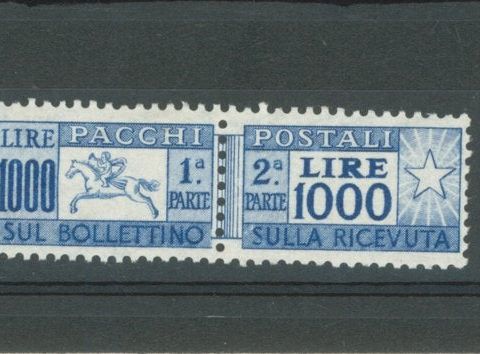 LIRE PACCHI
1000 1ª PARTE
SUL BOLLETTINO
POSTALI
2ª PARTE LIRE 1000
SULLA RICEVUTA